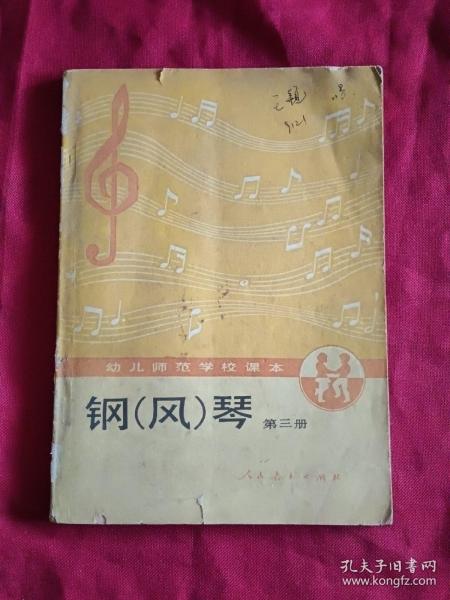 9121
幼儿师范学校课本
钢(风)琴 第三册
人民教育出版社
孔夫子旧书网
www.kongfz.com